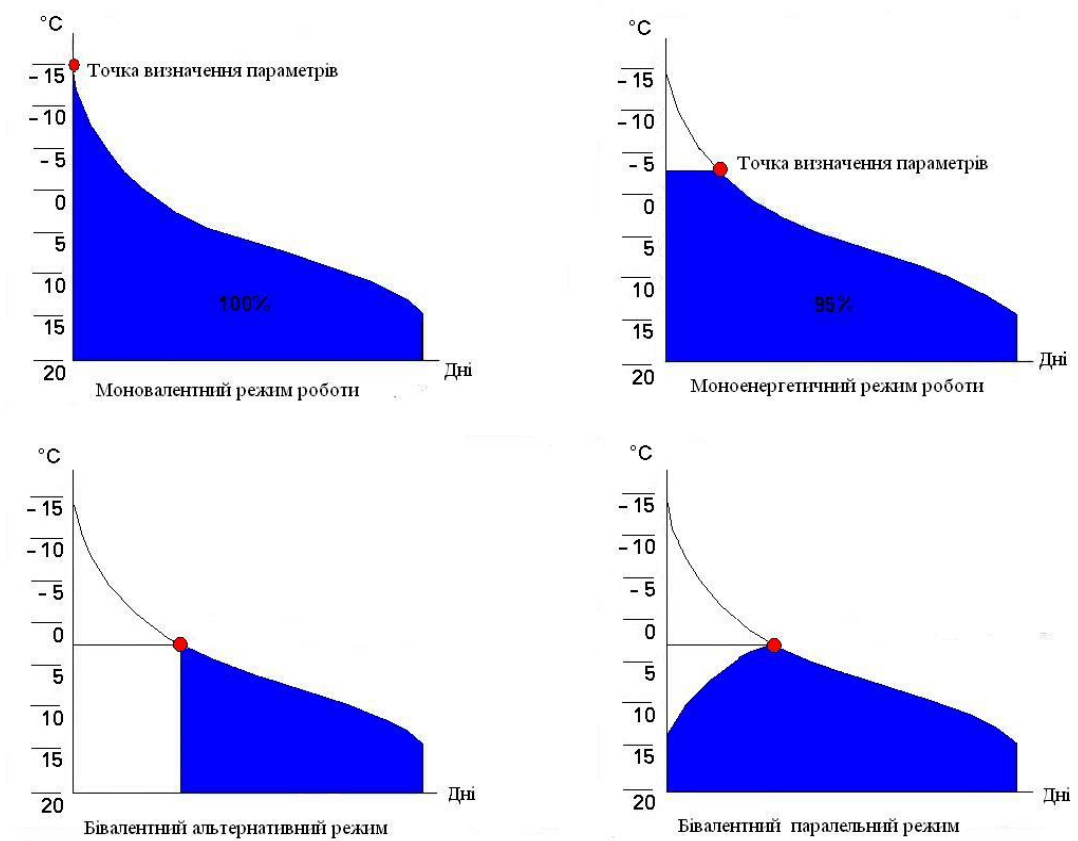 °C
– 15
Точка визначення параметрів
– 10
– 5
0
5
10
100%
15
20
Дні
Моновалентний режим роботи
°C
– 15
– 10
– 5
Точка визначення параметрів
0
5
10
95%
15
20
Дні
Моноенергетичний режим роботи
°C
– 15
– 10
– 5
0
5
10
15
20
Дні
Бівалентний альтернативний режим
°C
– 15
– 10
– 5
0
5
10
15
20
Дні
Бівалентний паралельний режим